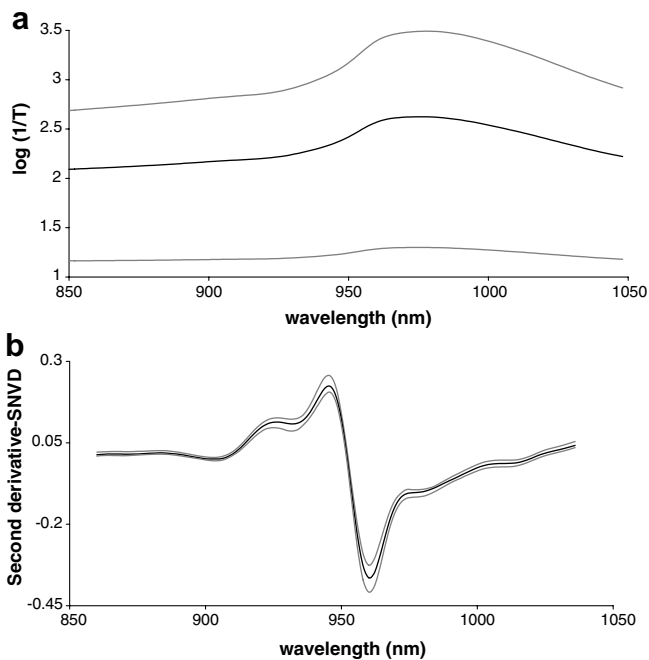 a
3.5
3
2.5
2
1.5
1
log (1/T)
850 900 950 1000 1050
wavelength (nm)
b
0.3
0.05
-0.2
-0.45
Second derivative-SNVD
850 900 950 1000 1050
wavelength (nm)